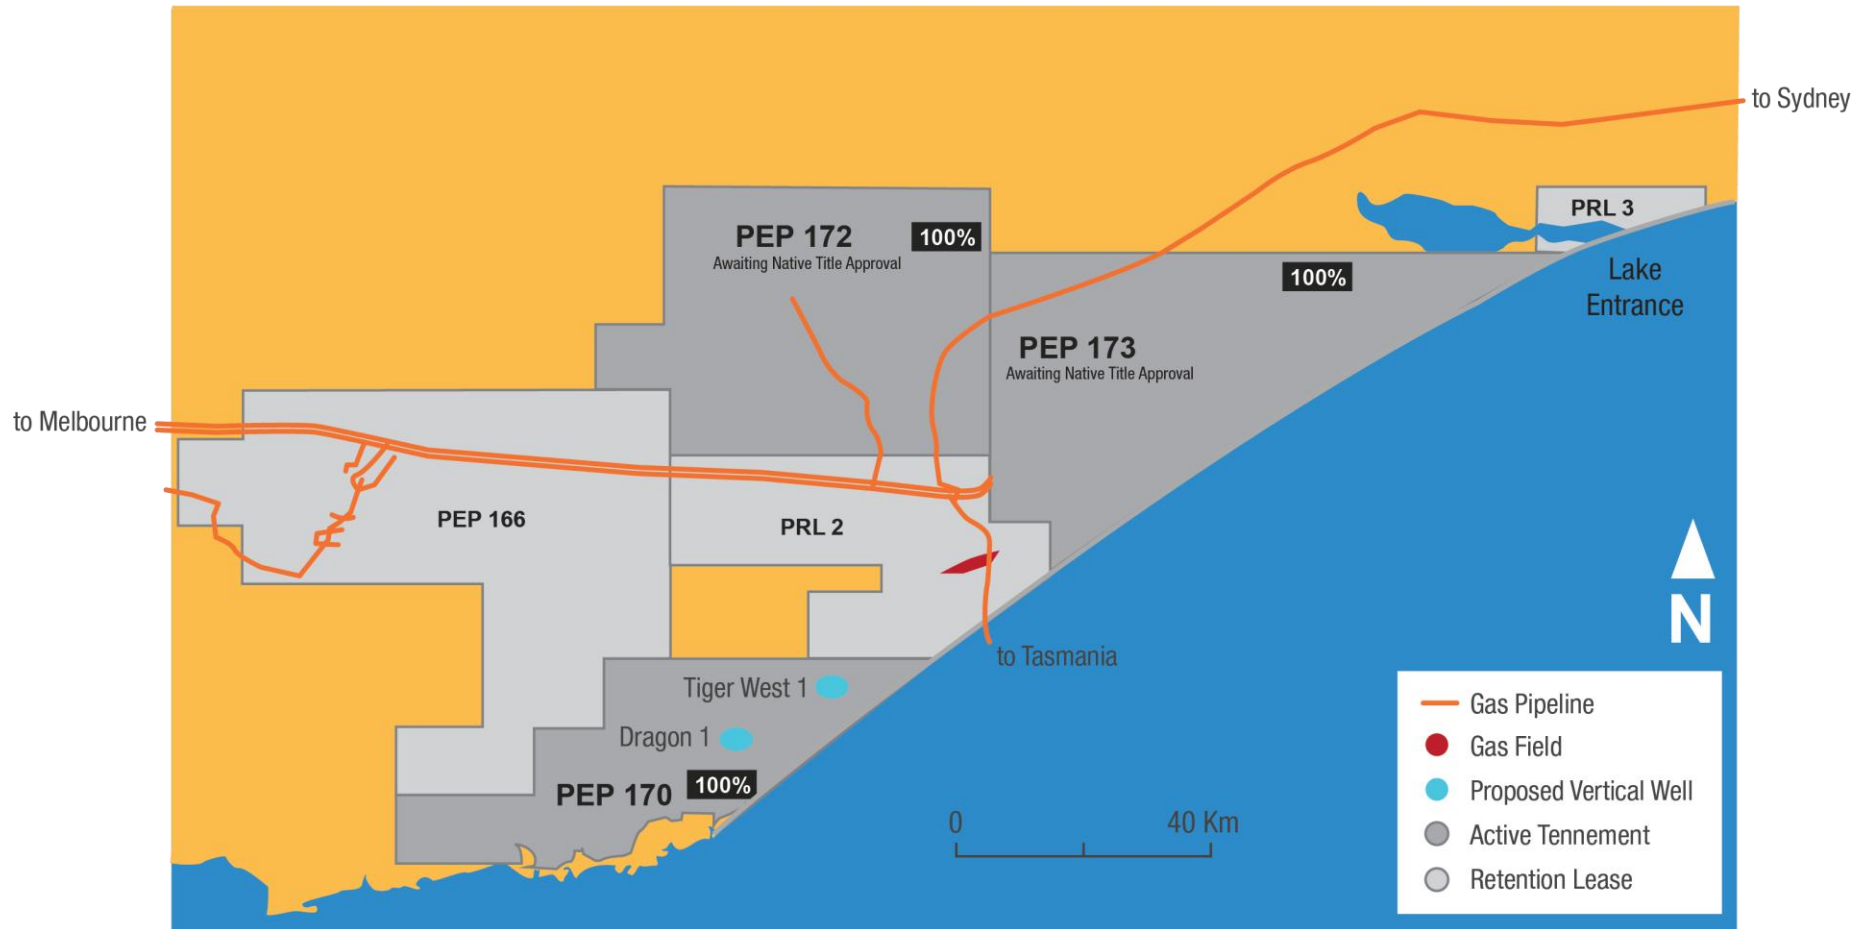 to Sydney
PRL 3
PEP 172
100%
Awaiting Native Title Approval
100%
Lake
Entrance
PEP 173
Awaiting Native Title Approval
to Melbourne
PEP 166
PRL 2
to Tasmania
Tiger West 1
Dragon 1
PEP 170
100%
N
0
40 Km
Gas Pipeline
Gas Field
Proposed Vertical Well
Active Tennement
Retention Lease